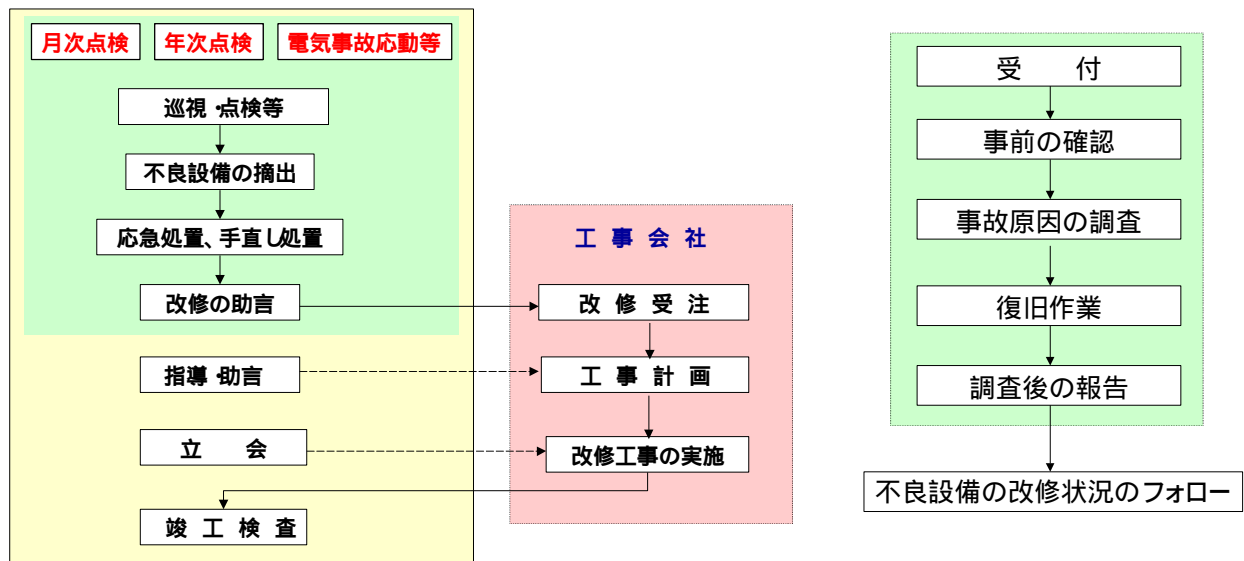 月次点検
年次点検
電気事故応動等
巡視・点検等
不良設備の摘出
応急処置、手直し処置
改修の助言
指導・助言
立　　会
竣 工 検 査
工 事 会 社
改 修 受 注
工 事 計 画
改修工事の実施
受　　付
事前の確認
事故原因の調査
復旧作業
調査後の報告
不良設備の改修状況のフォロー